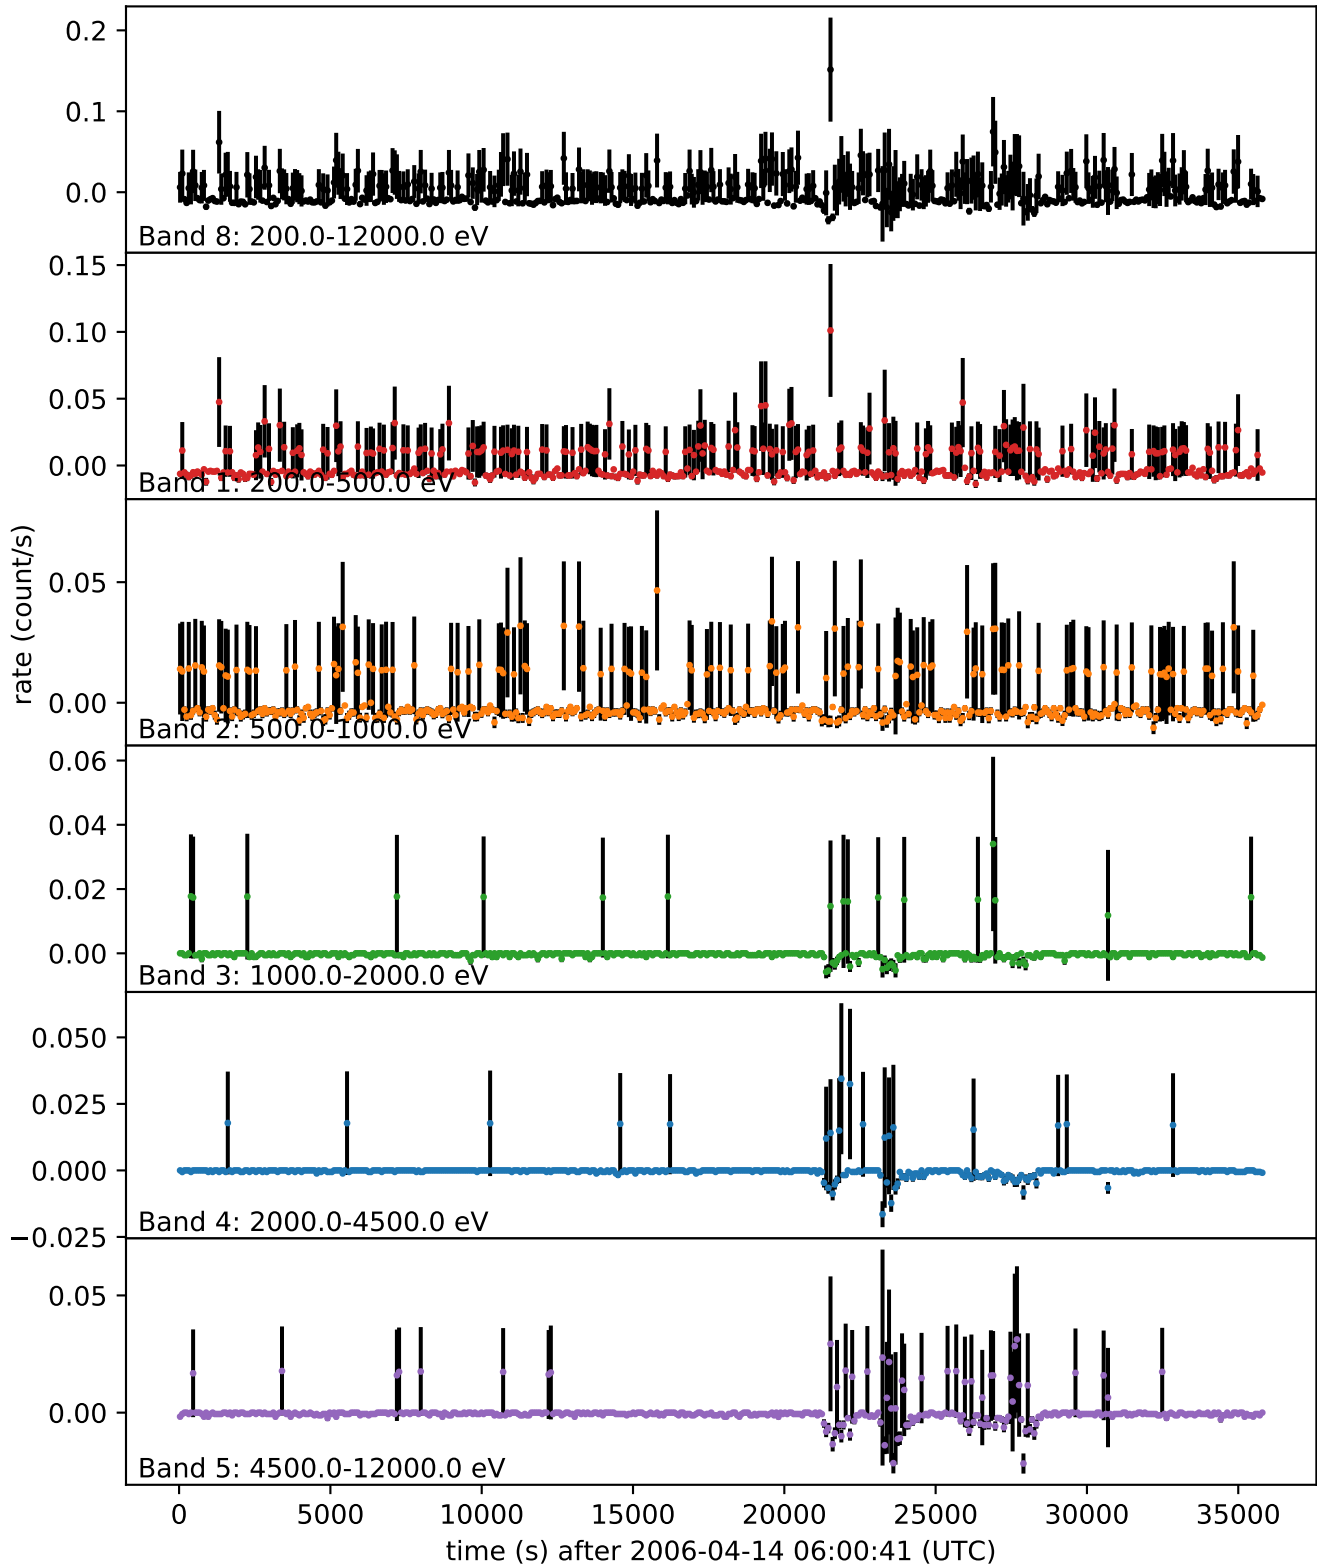 0.2
0.1
0.0
Band 8: 200.0-12000.0 eV
0.15
0.10
0.05
0.00
Band 1: 200.0-500.0 eV
0.05
0.00
Band 2: 500.0-1000.0 eV
rate (count/s)
0.06
0.04
0.02
0.00
Band 3: 1000.0-2000.0 eV
0.050
0.025
0.000
−0.025
Band 4: 2000.0-4500.0 eV
0.05
0.00
Band 5: 4500.0-12000.0 eV
0 5000 10000 15000 20000 25000 30000 35000
time (s) after 2006-04-14 06:00:41 (UTC)